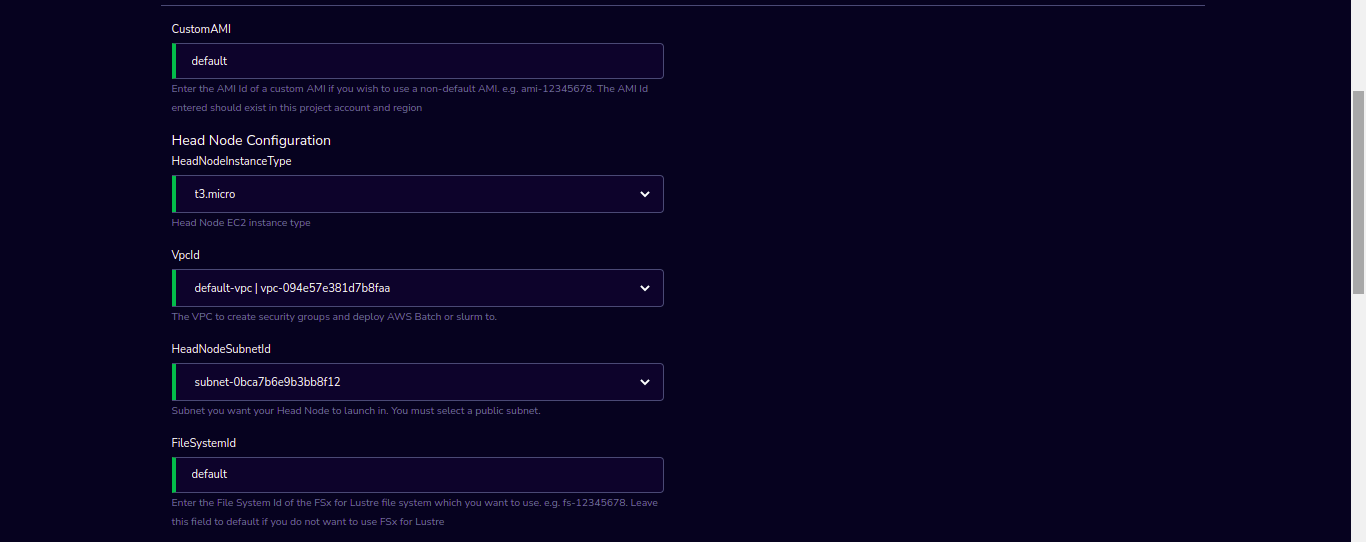 CustomAMI
default
Enter the AMI Id of a custom AMI if you wish to use a non-default AMI. e.g. ami-12345678. The AMI Id
entered should exist in this project account and region
Head Node Configuration
HeadNodeInstanceType
t3.micro
Head Node EC2 instance type
VpcId
default-vpc | vpc-094e57e381d7b8faa
The VPC to create security groups and deploy AWS Batch or slurm to.
HeadNodeSubnetId
subnet-0bca7b6e9b3bb8f12
Subnet you want your Head Node to launch in. You must select a public subnet.
FileSystemId
default
Enter the File System Id of the FSx for Lustre file system which you want to use. e.g. fs-12345678. Leave
this field to default if you do not want to use FSx for Lustre